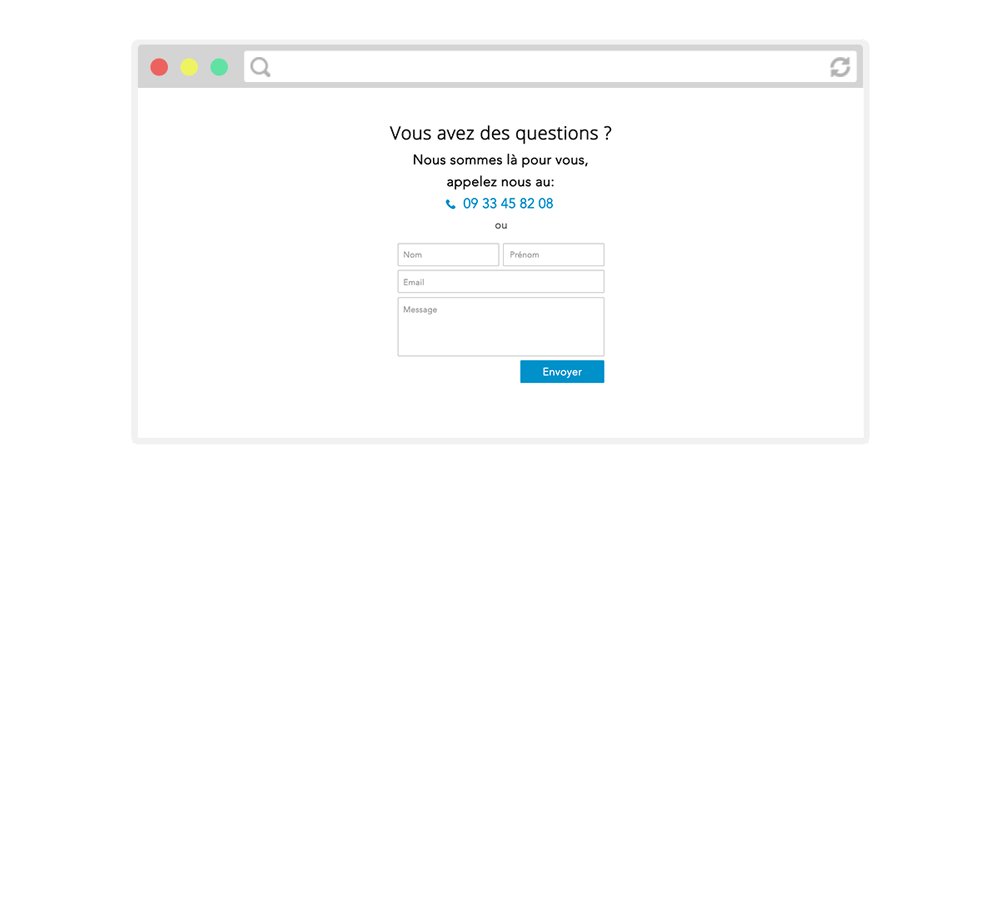 Vous avez des questions ?
Nous sommes là pour vous,
appelez nous au:
09 33 45 82 08
ou
Nom Prénom
Email
Message
Envoyer